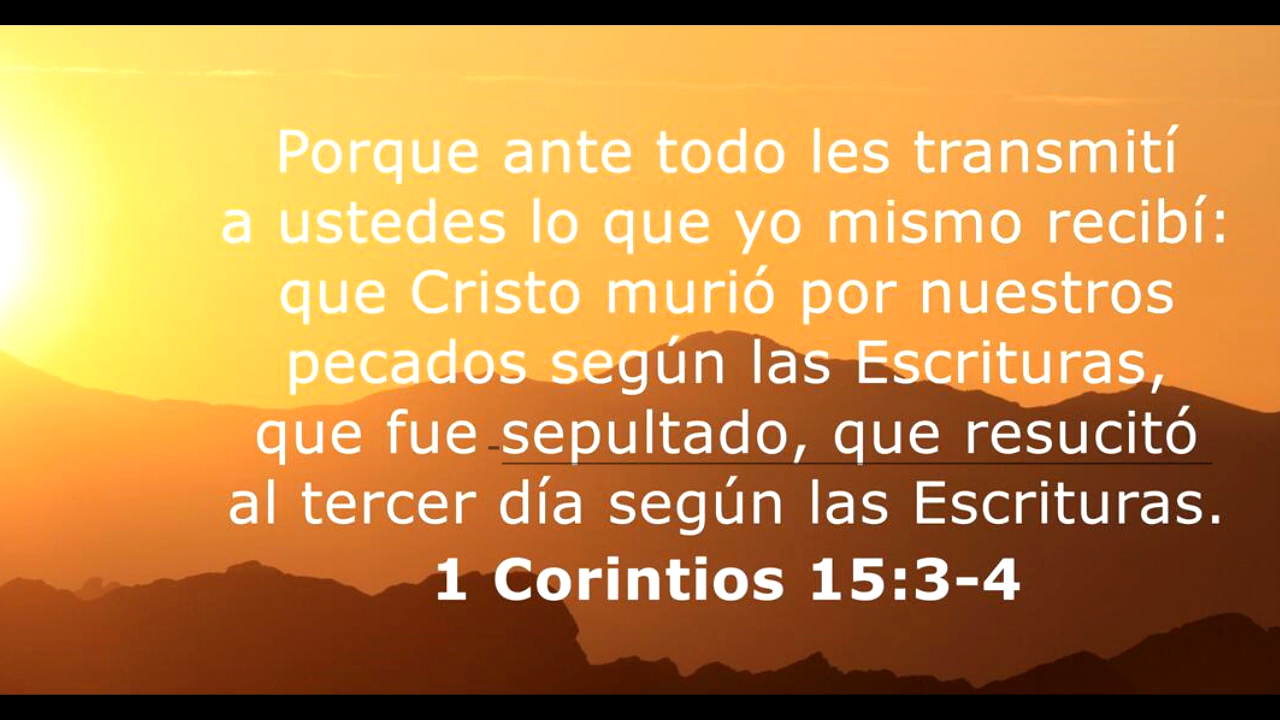 Porque ante todo les transmití
a ustedes lo que yo mismo recibí:
que Cristo murió por nuestros
pecados según las Escrituras,
que fue sepultado, que resucitó
al tercer día según las Escrituras.
1 Corintios 15:3-4